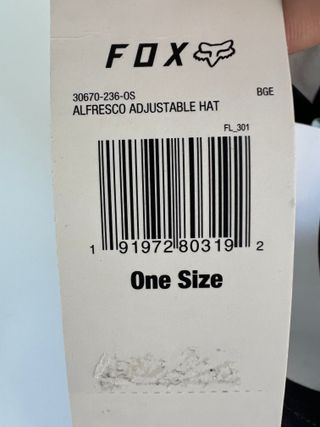 FOX
30670-236-OS BGE
ALFRESCO ADJUSTABLE HAT
FL_301
1 91972 80319 2
One Size